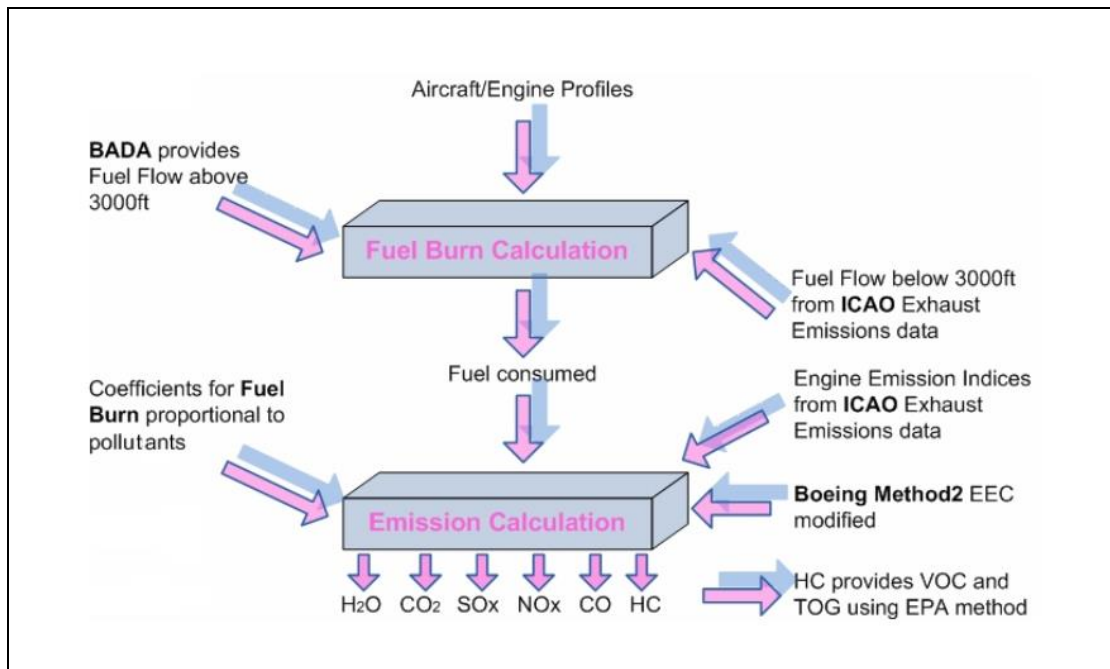 Aircraft/Engine Profiles
BADA provides
Fuel Flow above
3000ft
Fuel Burn Calculation
Fuel Flow below 3000ft
from ICAO Exhaust
Emissions data
Fuel consumed
Coefficients for Fuel
Burn proportional to
pollutants
Engine Emission Indices
from ICAO Exhaust
Emissions data
Boeing Method2 EEC
modified
Emission Calculation
H2O CO2 SOx NOx CO HC
HC provides VOC and
TOG using EPA method